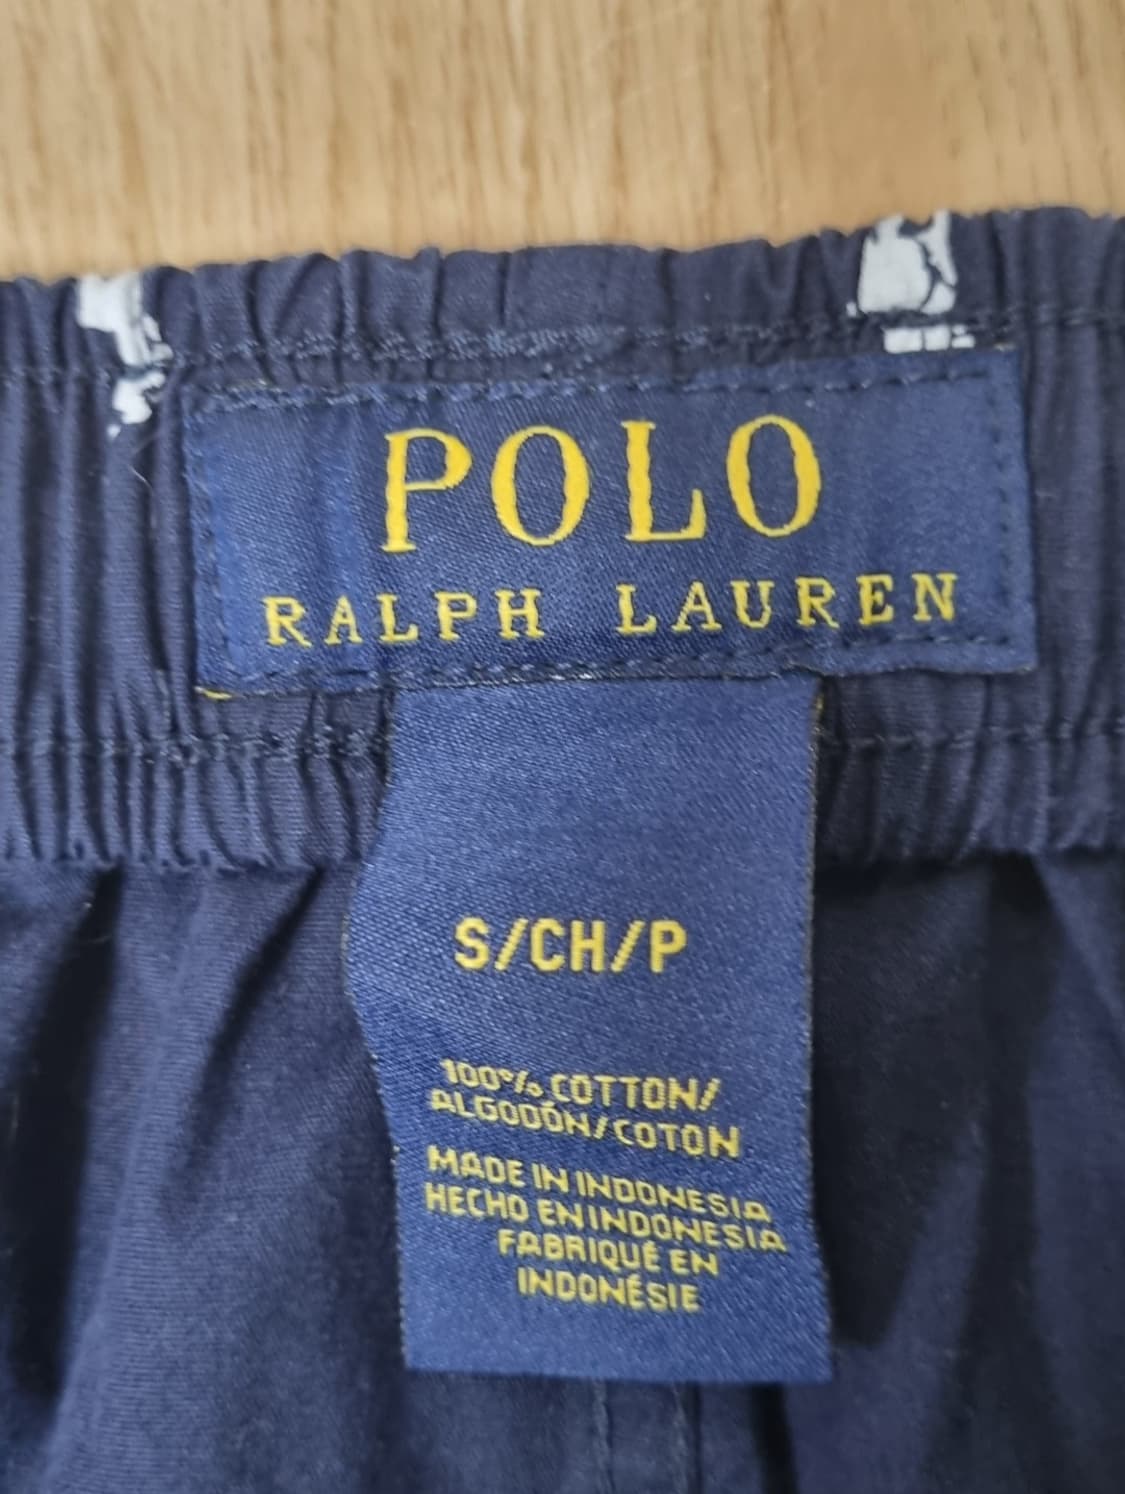 POLO
RALPH LAUREN
S/CH/P
100% COTTON/
ALGODÓN/COTON
MADE IN INDONESIA
HECHO EN INDONESIA
FABRIQUÉ EN
INDONÉSIE